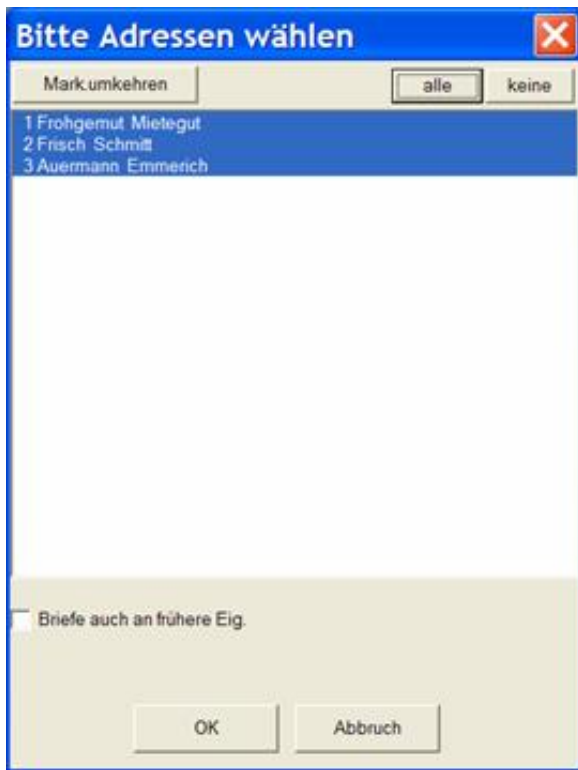 Bitte Adressen wählen
Mark.umkehren alle keine
1 Frohgemut Mietegut
2 Frisch Schmitt
3 Auermann Emmerich
Briefe auch an frühere Eig.
OK Abbruch